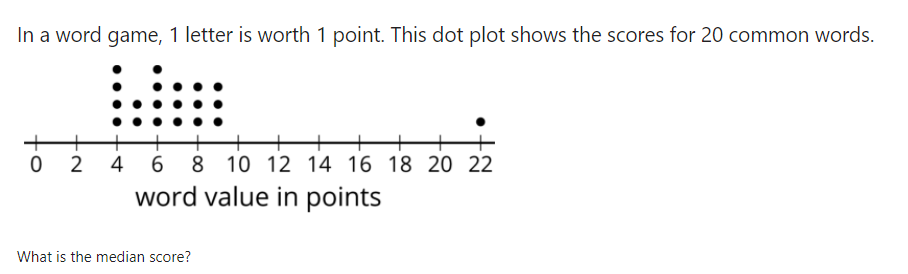 In a word game, 1 letter is worth 1 point. This dot plot shows the scores for 20 common words.
0 2 4 6 8 10 12 14 16 18 20 22
word value in points
What is the median score?